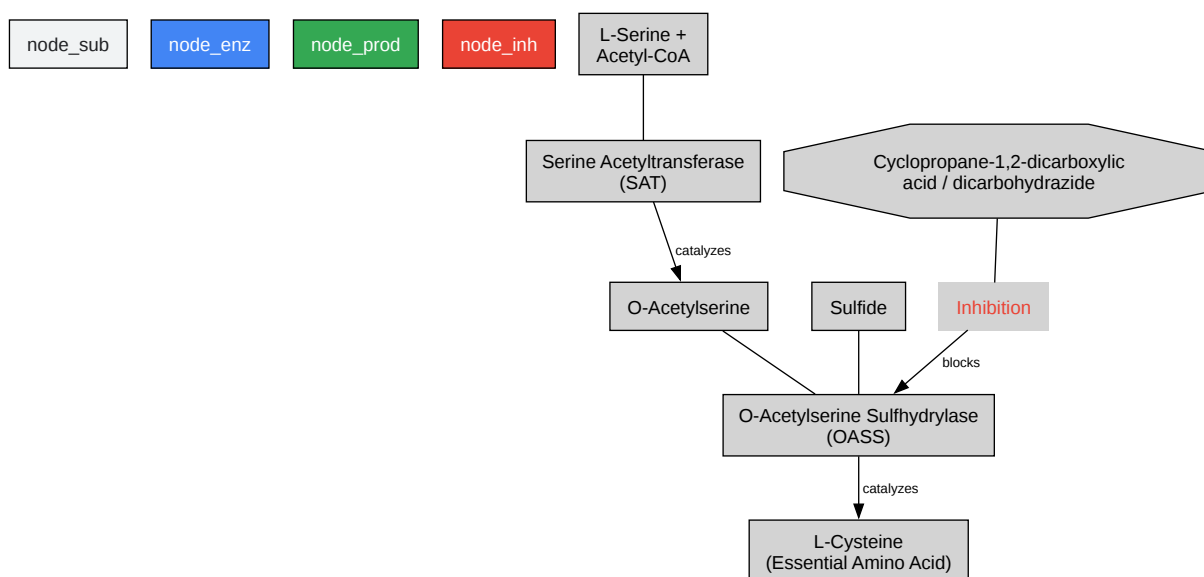 node_sub
node_enz
node_prod
node_inh
L-Serine +
Acetyl-CoA
Serine Acetyltransferase
(SAT)
Cyclopropane-1,2-dicarboxylic
acid / dicarbohydrazide
catalyzes
O-Acetylserine
Sulfide
Inhibition
blocks
O-Acetylserine Sulfhydrylase
(OASS)
catalyzes
L-Cysteine
(Essential Amino Acid)